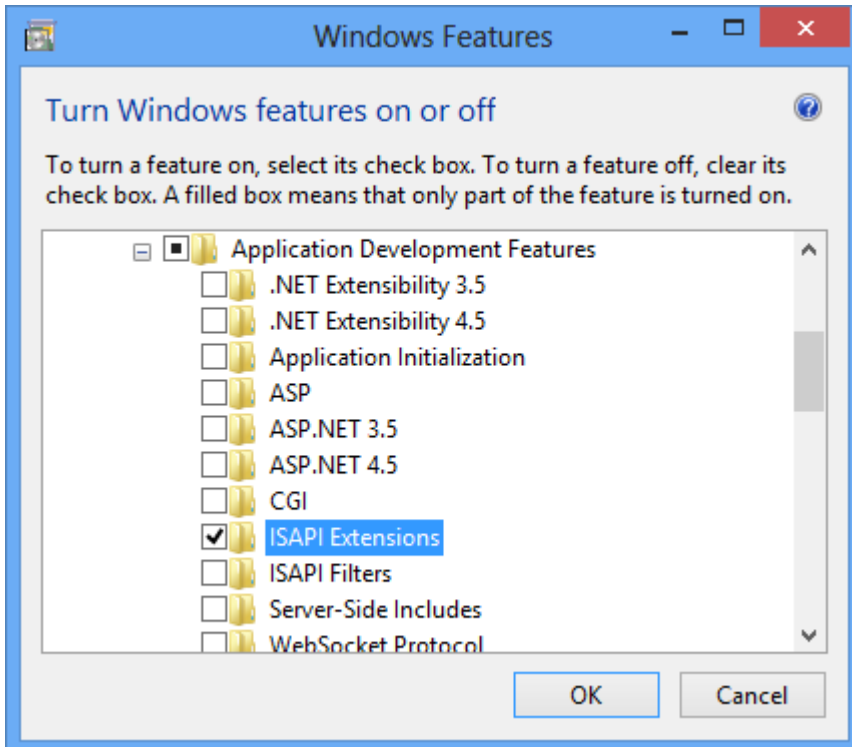 Windows Features
Turn Windows features on or off
To turn a feature on, select its check box. To turn a feature off, clear its
check box. A filled box means that only part of the feature is turned on.
Application Development Features
.NET Extensibility 3.5
.NET Extensibility 4.5
Application Initialization
ASP
ASP.NET 3.5
ASP.NET 4.5
CGI
ISAPI Extensions
ISAPI Filters
Server-Side Includes
WebSocket Protocol
OK Cancel